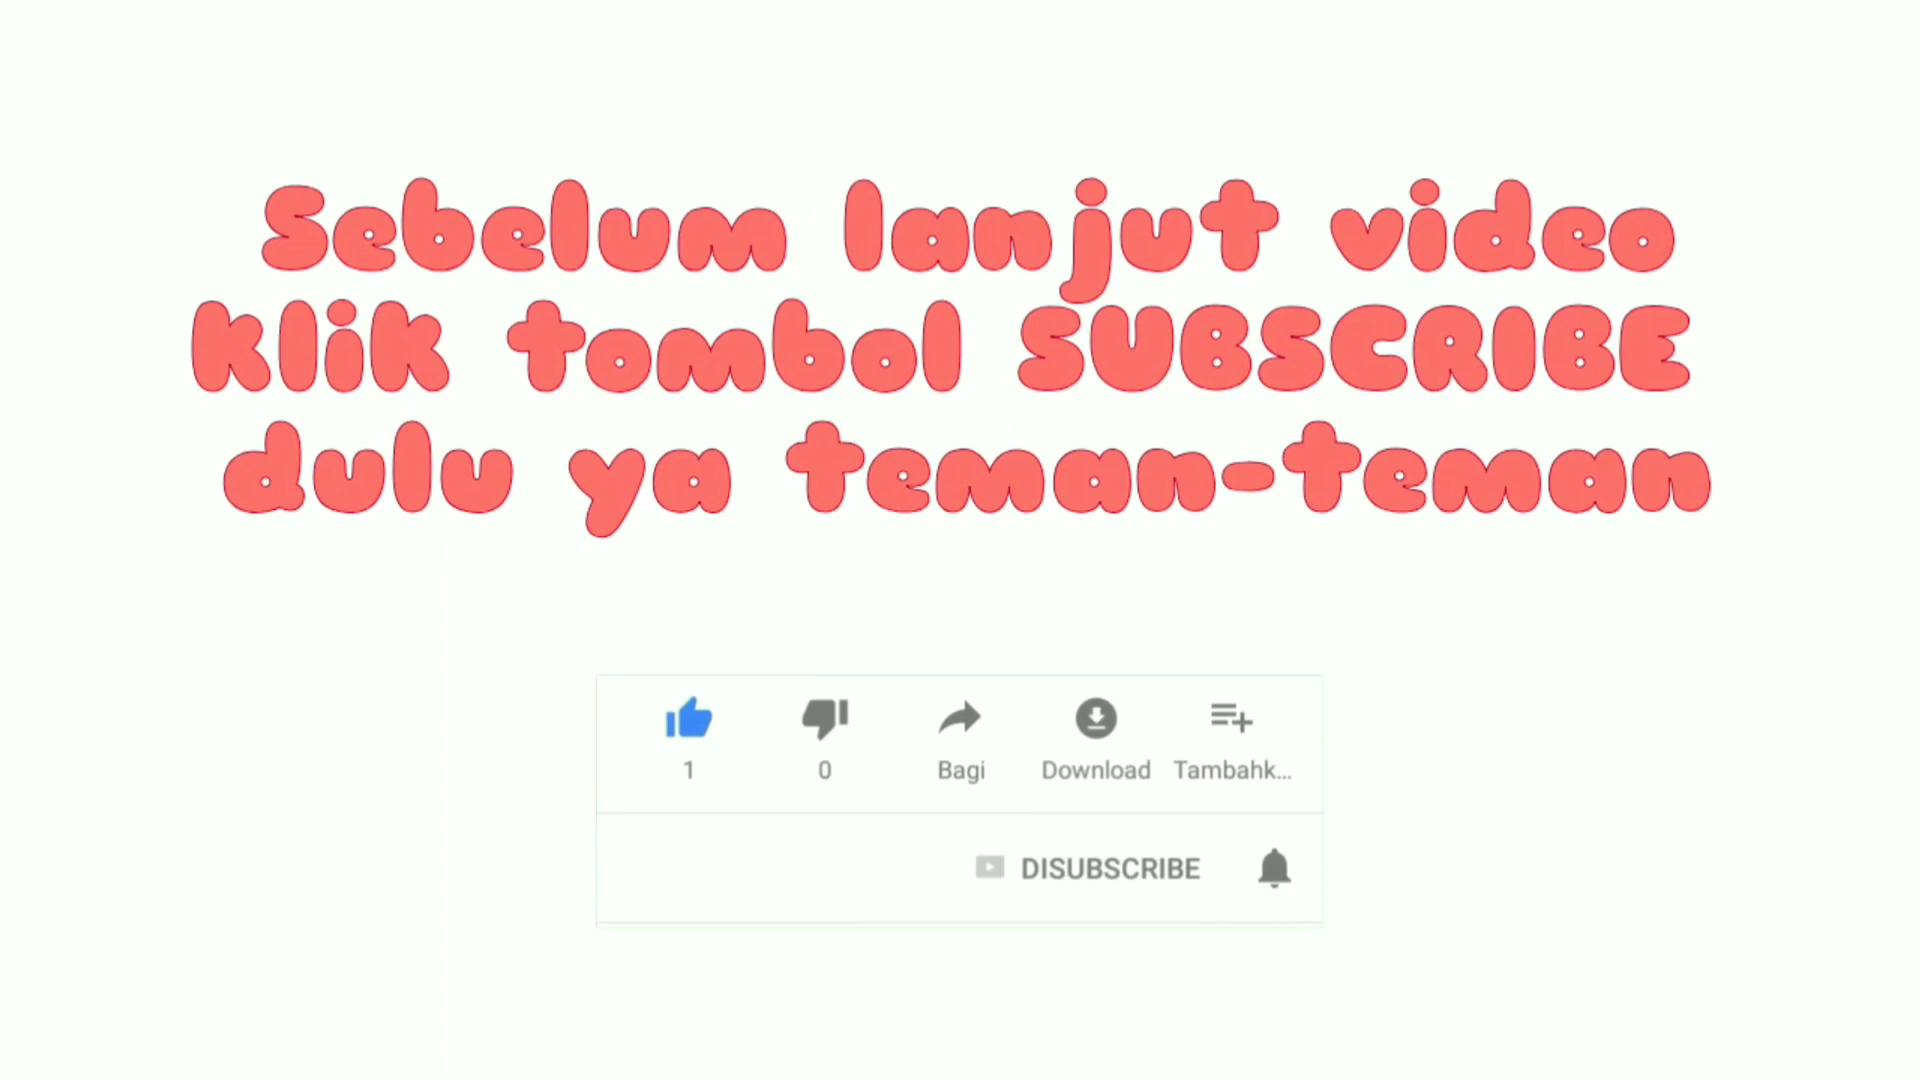 Sebelum lanjut video
klik tombol SUBSCRIBE
dulu ya teman-teman
1 0 Bagi Download Tambahk...
DISUBSCRIBE